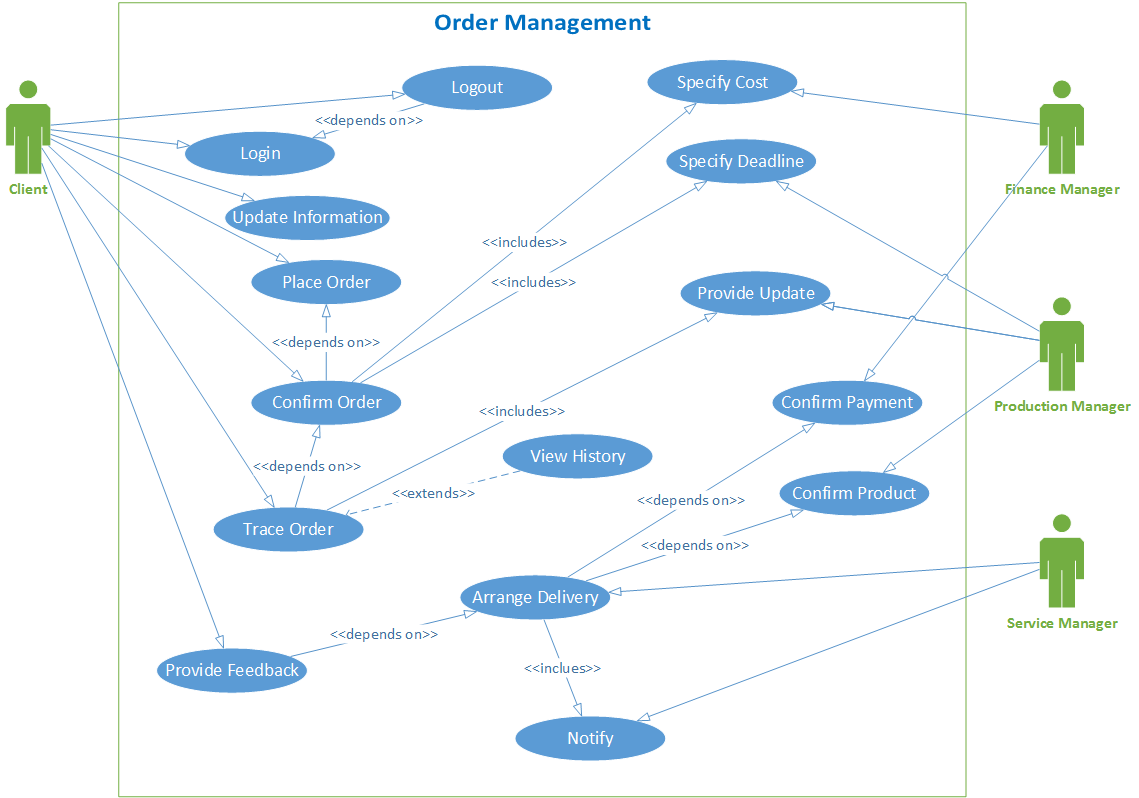 Order Management
Logout
Specify Cost
<<depends on>>
Login
Specify Deadline
Client
Finance Manager
Update Information
<<includes>>
Place Order
<<includes>>
Provide Update
<<depends on>>
Confirm Order
Confirm Payment
Production Manager
<<includes>>
View History
<<depends on>>
<<extends>>
Confirm Product
<<depends on>>
Trace Order
<<depends on>>
Arrange Delivery
Service Manager
<<depends on>>
Provide Feedback
<<inclues>>
Notify